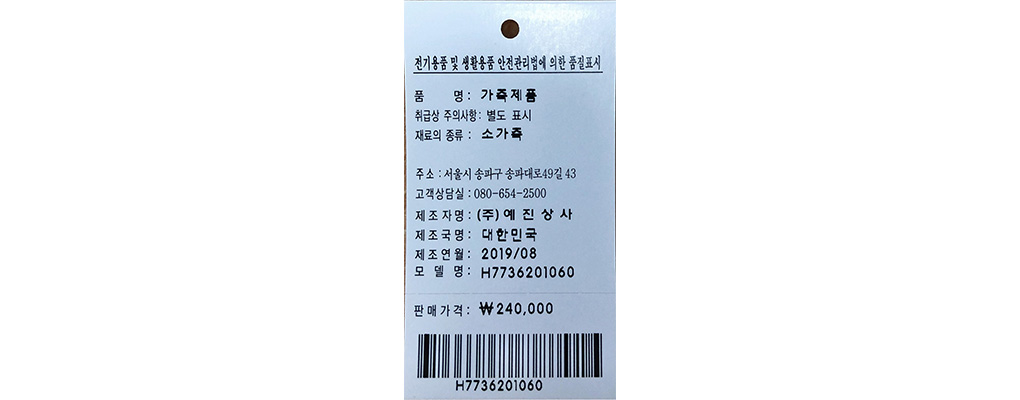 전기용품 및 생활용품 안전관리법에 의한 품질표시
품 명: 가죽제품
취급상 주의사항: 별도 표시
재료의 종류 : 소가죽
주소 : 서울시 송파구 송파대로49길 43
고객상담실 : 080-654-2500
제조자명 : (주)예진상사
제조국명 : 대한민국
제조연월 : 2019/08
모델명 : H7736201060
판매가격 : ₩240,000
H7736201060